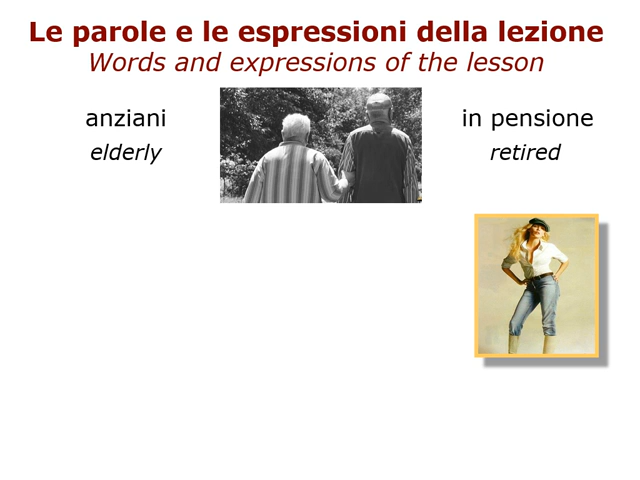 Le parole e le espressioni della lezione
Words and expressions of the lesson
anziani
elderly
in pensione
retired